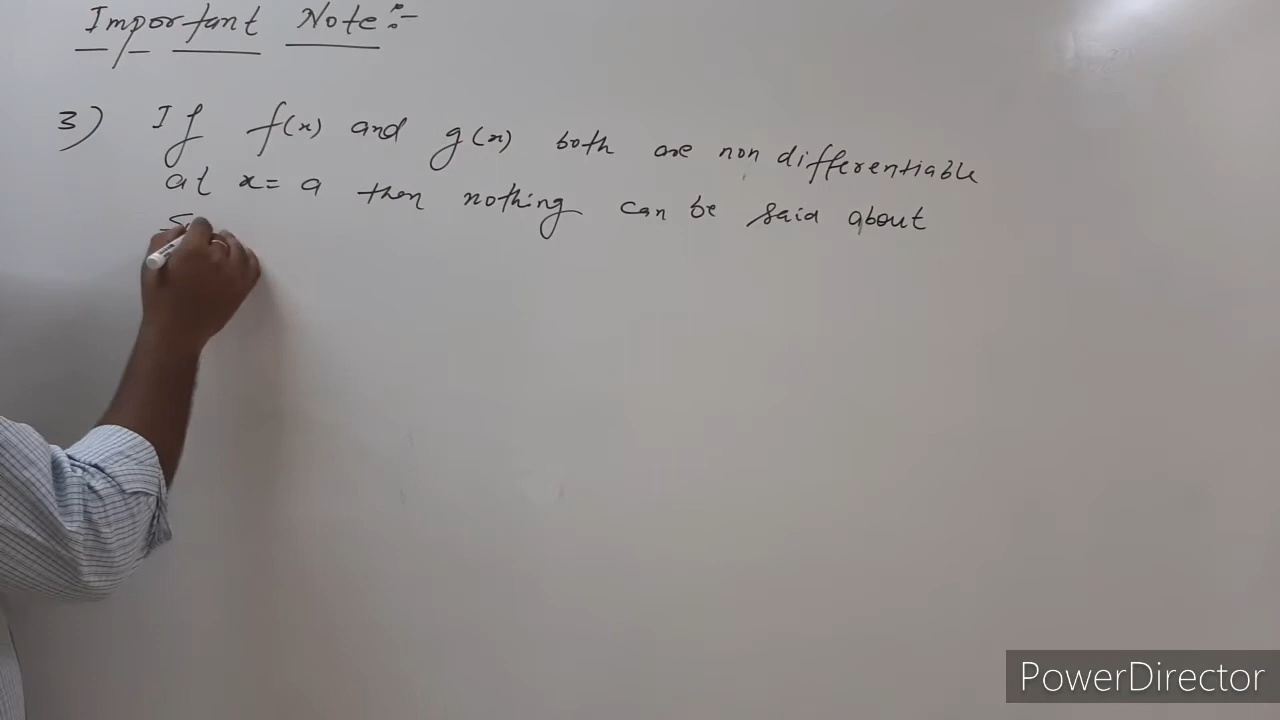 Important Note:-
3) If f(x) and g(x) both are non differentiable
at x= a then nothing can be said about
PowerDirector